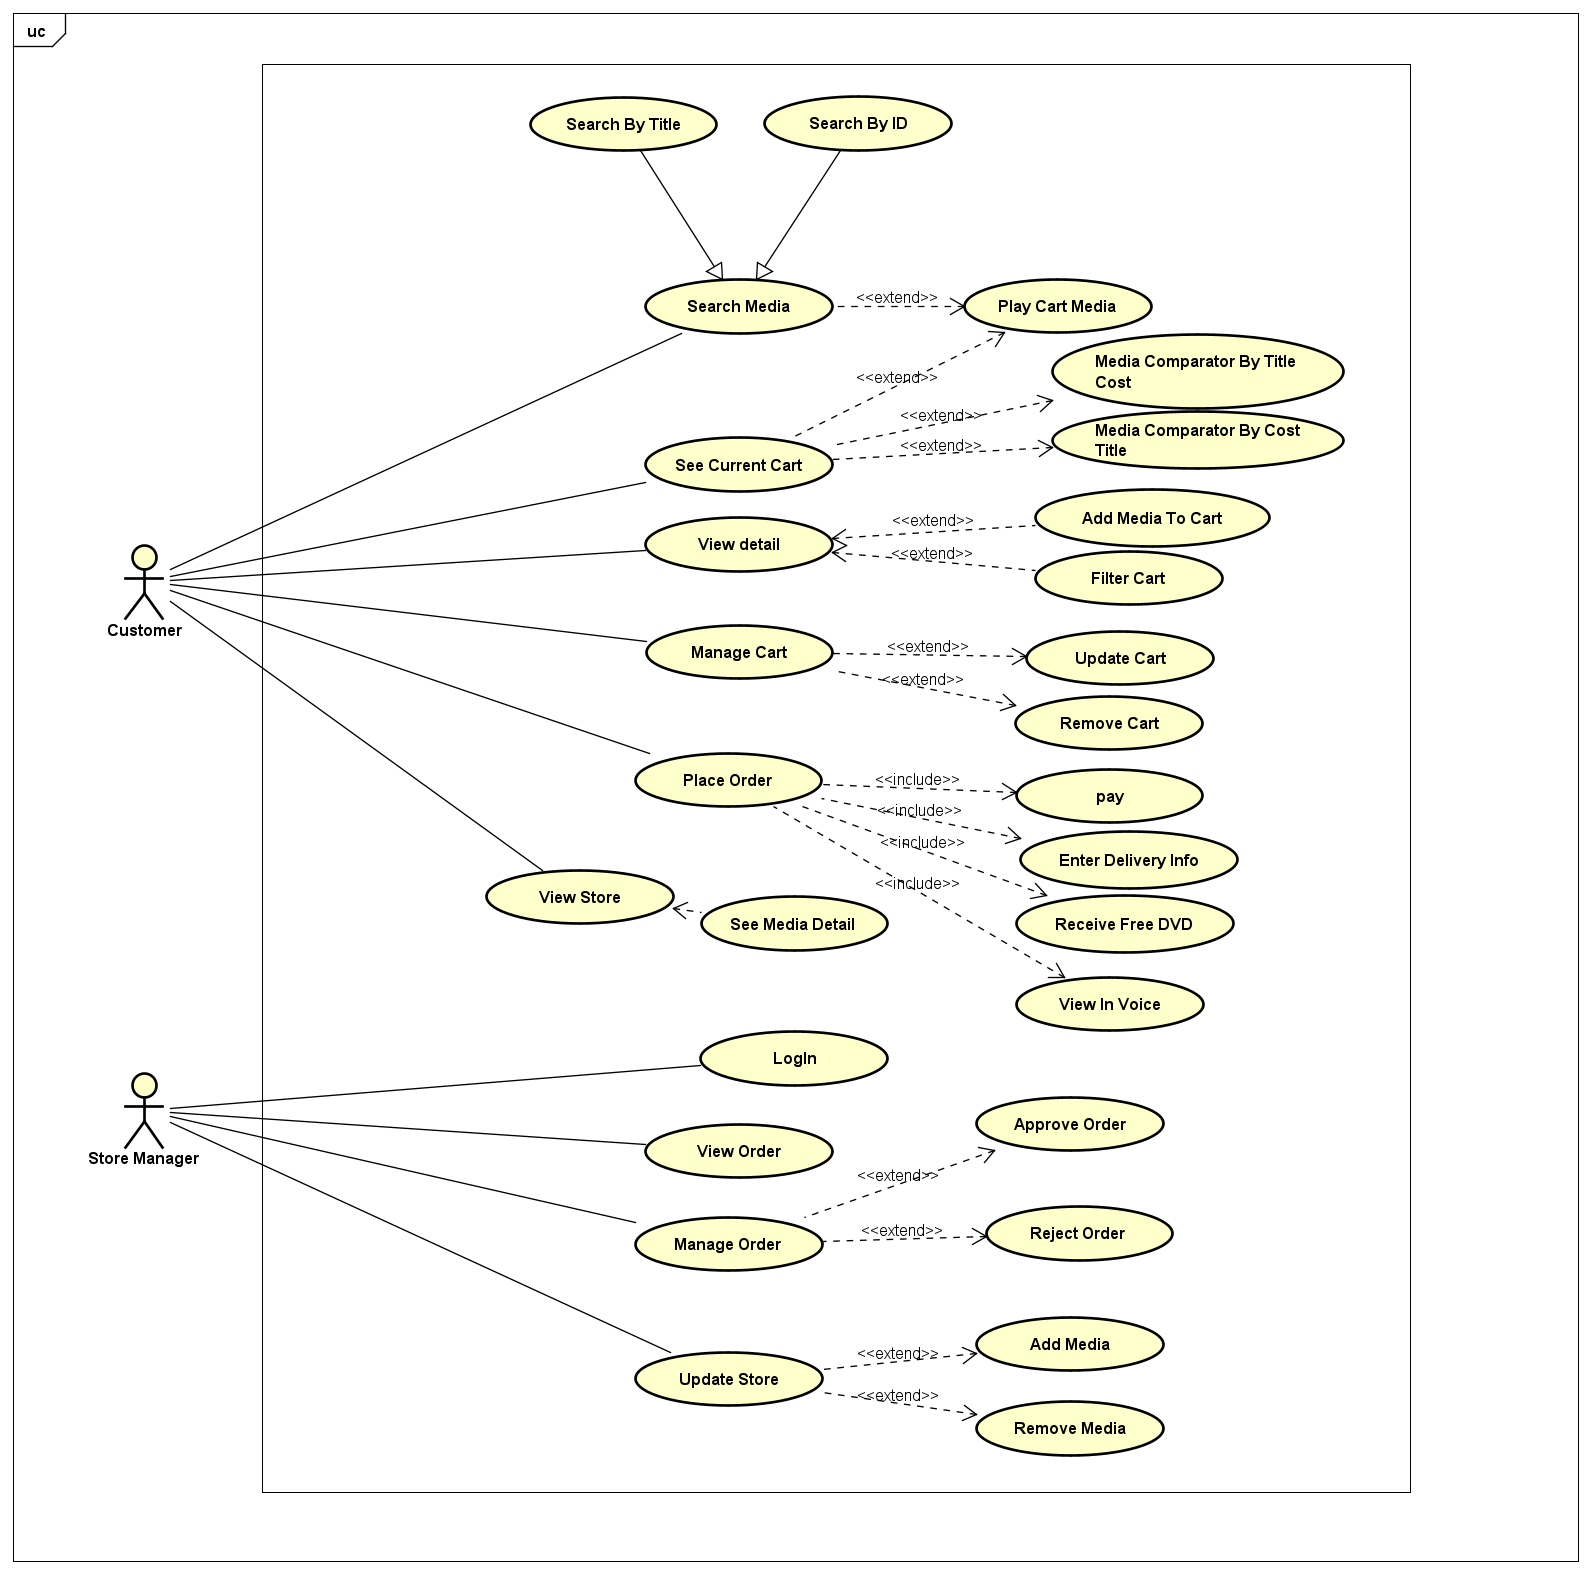 uc
Search By Title
Search By ID
Search Media
<<extend>>
Play Cart Media
<<extend>>
Media Comparator By Title
Cost
<<extend>>
Media Comparator By Cost
Title
<<extend>>
See Current Cart
View detail
<<extend>>
Add Media To Cart
<<extend>>
Filter Cart
Customer
Manage Cart
<<extend>>
Update Cart
<<extend>>
Remove Cart
Place Order
<<include>>
pay
<<include>>
Enter Delivery Info
<<include>>
Receive Free DVD
<<include>>
View In Voice
View Store
See Media Detail
LogIn
Store Manager
View Order
Approve Order
<<extend>>
Manage Order
<<extend>>
Reject Order
Update Store
<<extend>>
Add Media
<<extend>>
Remove Media